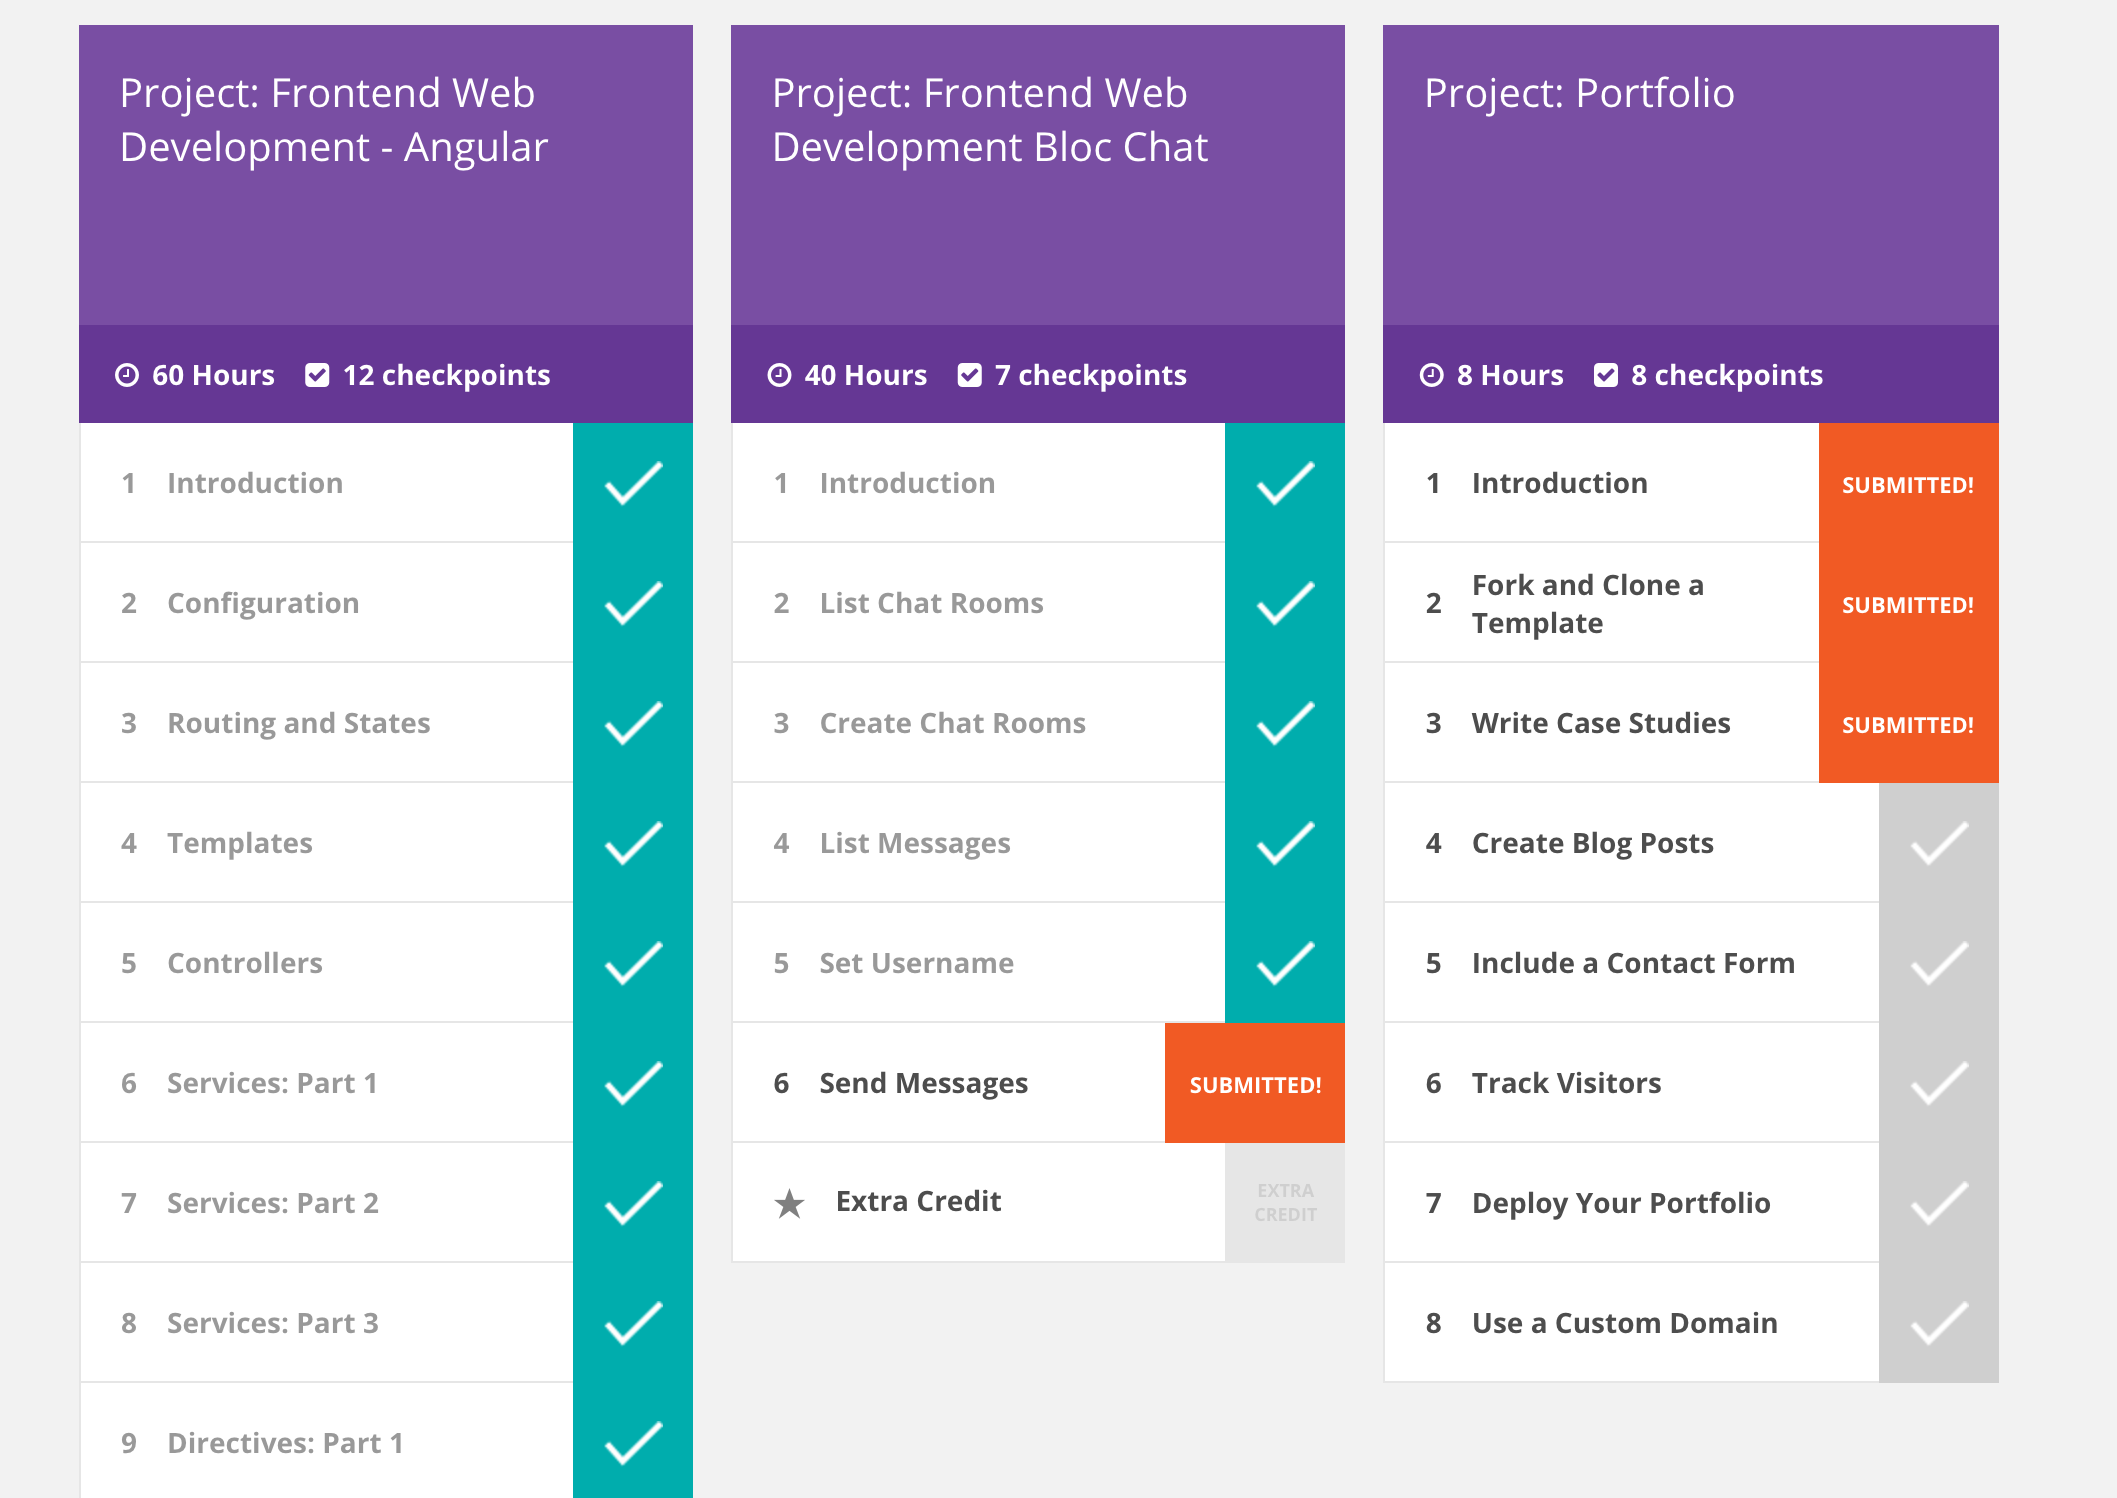 Project: Frontend Web
Development - Angular
60 Hours 12 checkpoints
1 Introduction
2 Configuration
3 Routing and States
4 Templates
5 Controllers
6 Services: Part 1
7 Services: Part 2
8 Services: Part 3
9 Directives: Part 1
Project: Frontend Web
Development Bloc Chat
40 Hours 7 checkpoints
1 Introduction
2 List Chat Rooms
3 Create Chat Rooms
4 List Messages
5 Set Username
6 Send Messages SUBMITTED!
Extra Credit
EXTRA
CREDIT
Project: Portfolio
8 Hours 8 checkpoints
1 Introduction SUBMITTED!
2 Fork and Clone a
Template
SUBMITTED!
3 Write Case Studies SUBMITTED!
4 Create Blog Posts
5 Include a Contact Form
6 Track Visitors
7 Deploy Your Portfolio
8 Use a Custom Domain